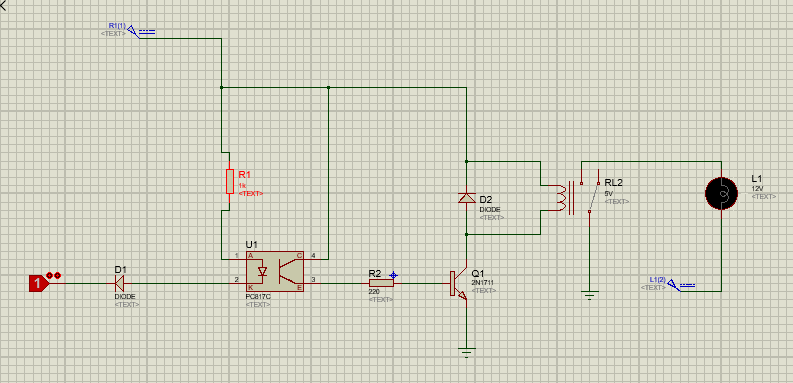 R1(1)
<TEXT>
R1
1k
<TEXT>
U1
1
A
C
4
2
K
E
3
PC817C
<TEXT>
1
D1
DIODE
<TEXT>
R2
220
<TEXT>
D2
DIODE
<TEXT>
Q1
2N1711
<TEXT>
RL2
5V
<TEXT>
L1
12V
<TEXT>
L1(2)
<TEXT>